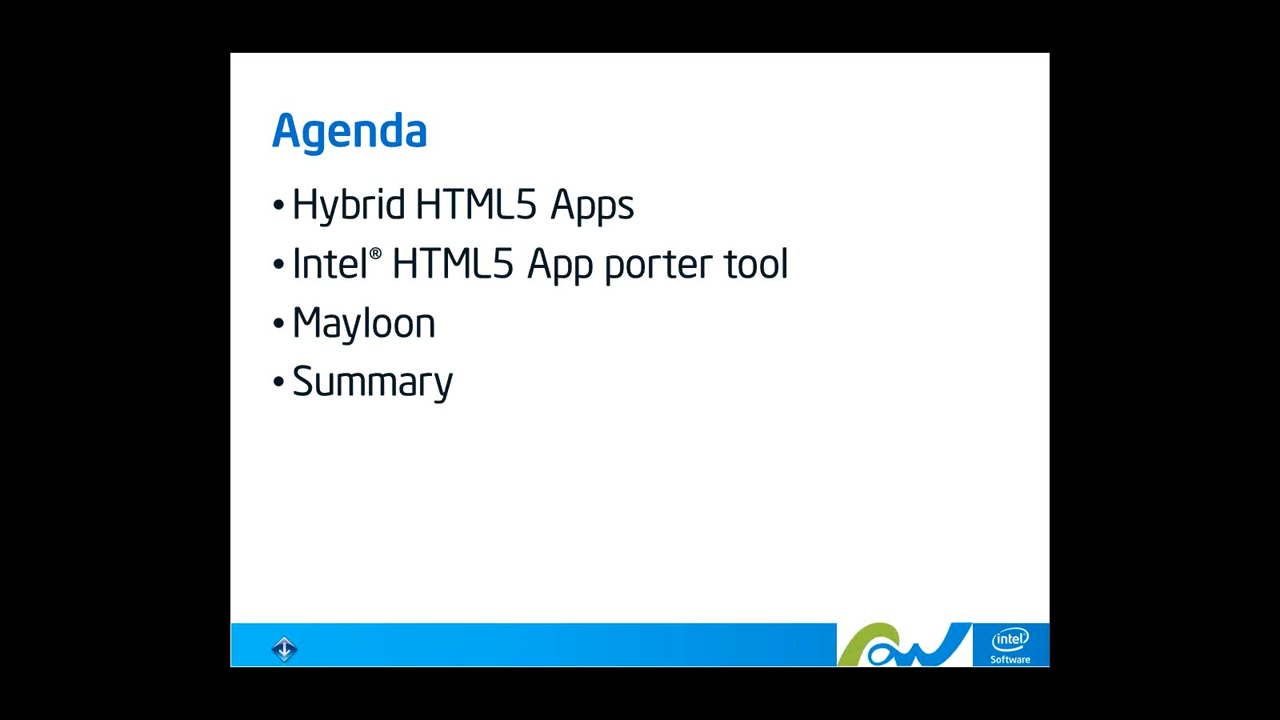 Agenda
• Hybrid HTML5 Apps
• Intel® HTML5 App porter tool
• Mayloon
• Summary
intel
Software